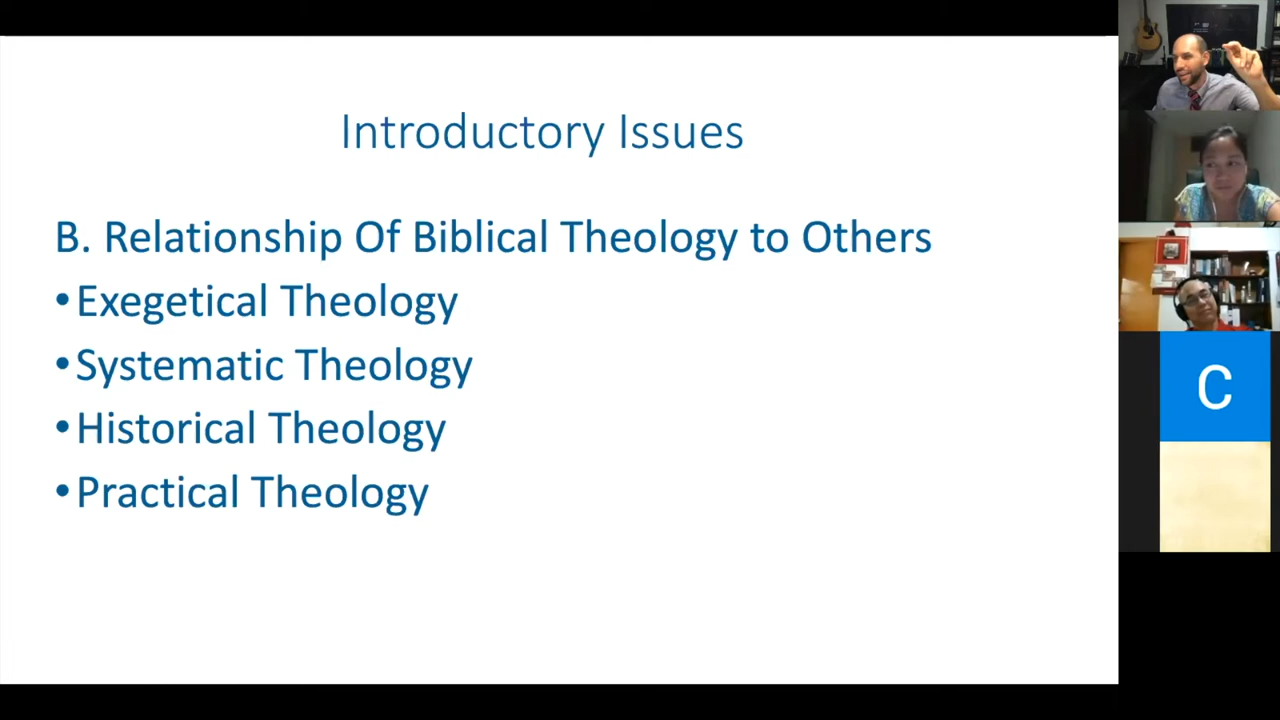 Introductory Issues
B. Relationship Of Biblical Theology to Others
•Exegetical Theology
•Systematic Theology
•Historical Theology
•Practical Theology
C